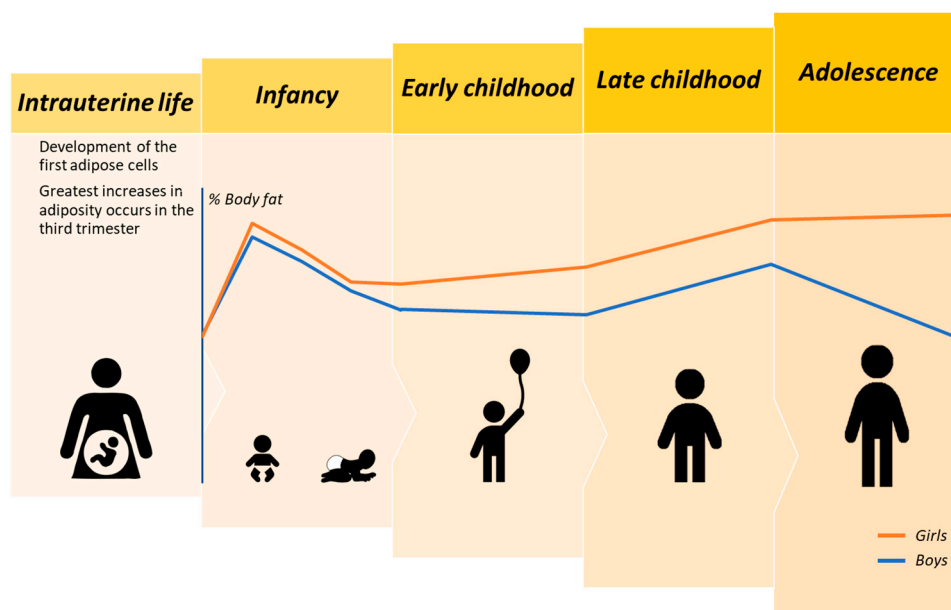 Intrauterine life
Infancy
Early childhood
Late childhood
Adolescence
Development of the
first adipose cells
Greatest increases in
adiposity occurs in the
third trimester
% Body fat
Girls
Boys